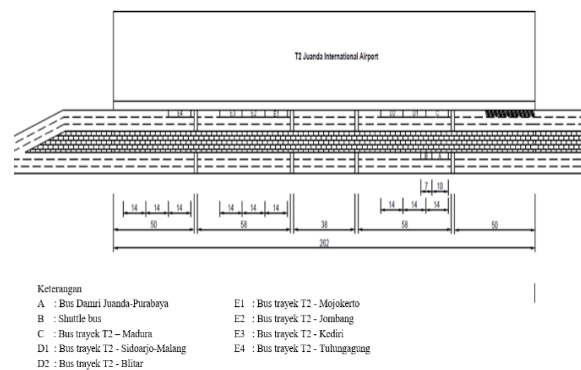 T2 Juanda International Airport
E4 E3 E2 E1 D2 D1 C
B A
7 10
14 14 14 14 14 14 14 14 14
50 58 38 58 50
262
Keterangan
A : Bus Damri Juanda-Purabaya
B : Shuttle bus
C : Bus trayek T2 – Madura
D1 : Bus trayek T2 - Sidoarjo-Malang
D2 : Bus trayek T2 - Blitar
E1 : Bus trayek T2 - Mojokerto
E2 : Bus trayek T2 - Jombang
E3 : Bus trayek T2 - Kediri
E4 : Bus trayek T2 - Tulungagung